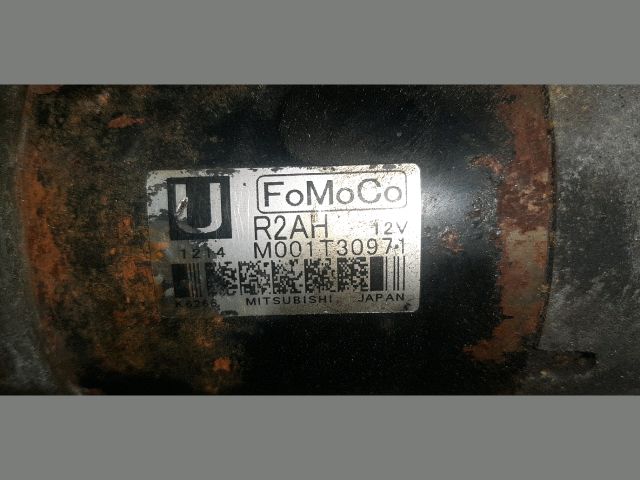 U FoMoCo
R2AH 12V
1214 M001T30971
MITSUBISHI JAPAN